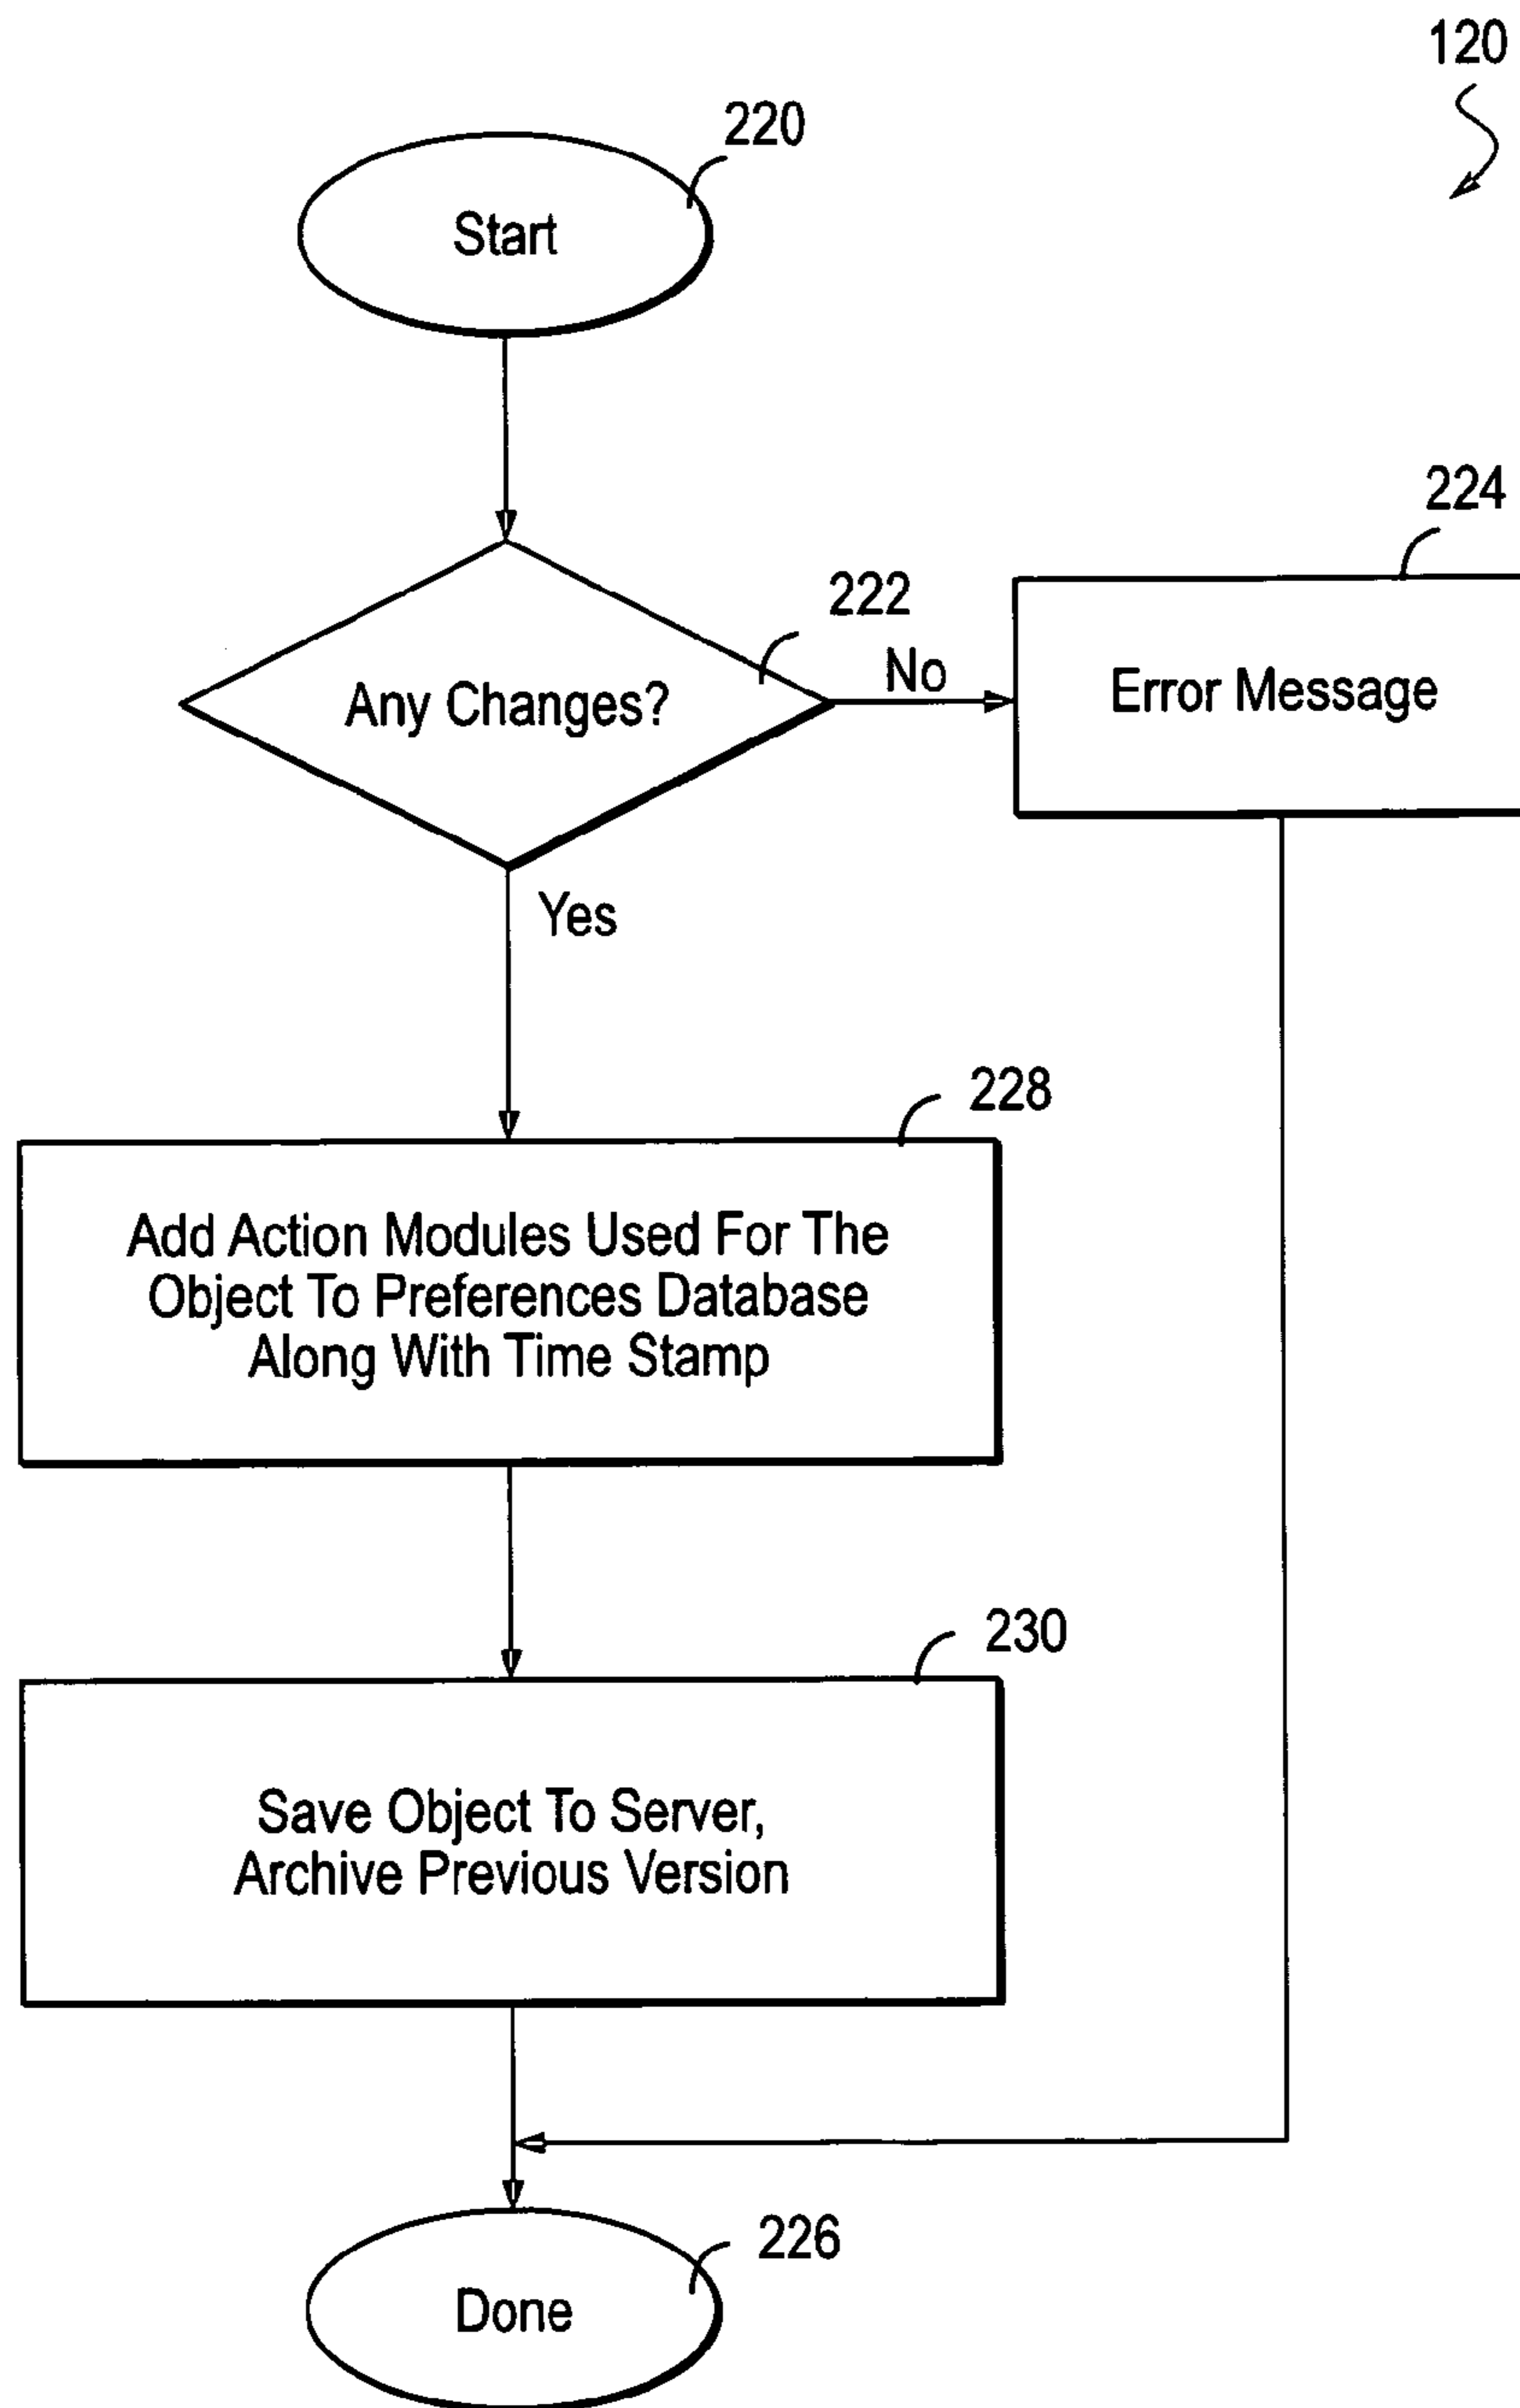 120
220
Start
224
222
No
Any Changes?
Error Message
Yes
228
Add Action Modules Used For The
Object To Preferences Database
Along With Time Stamp
230
Save Object To Server,
Archive Previous Version
226
Done